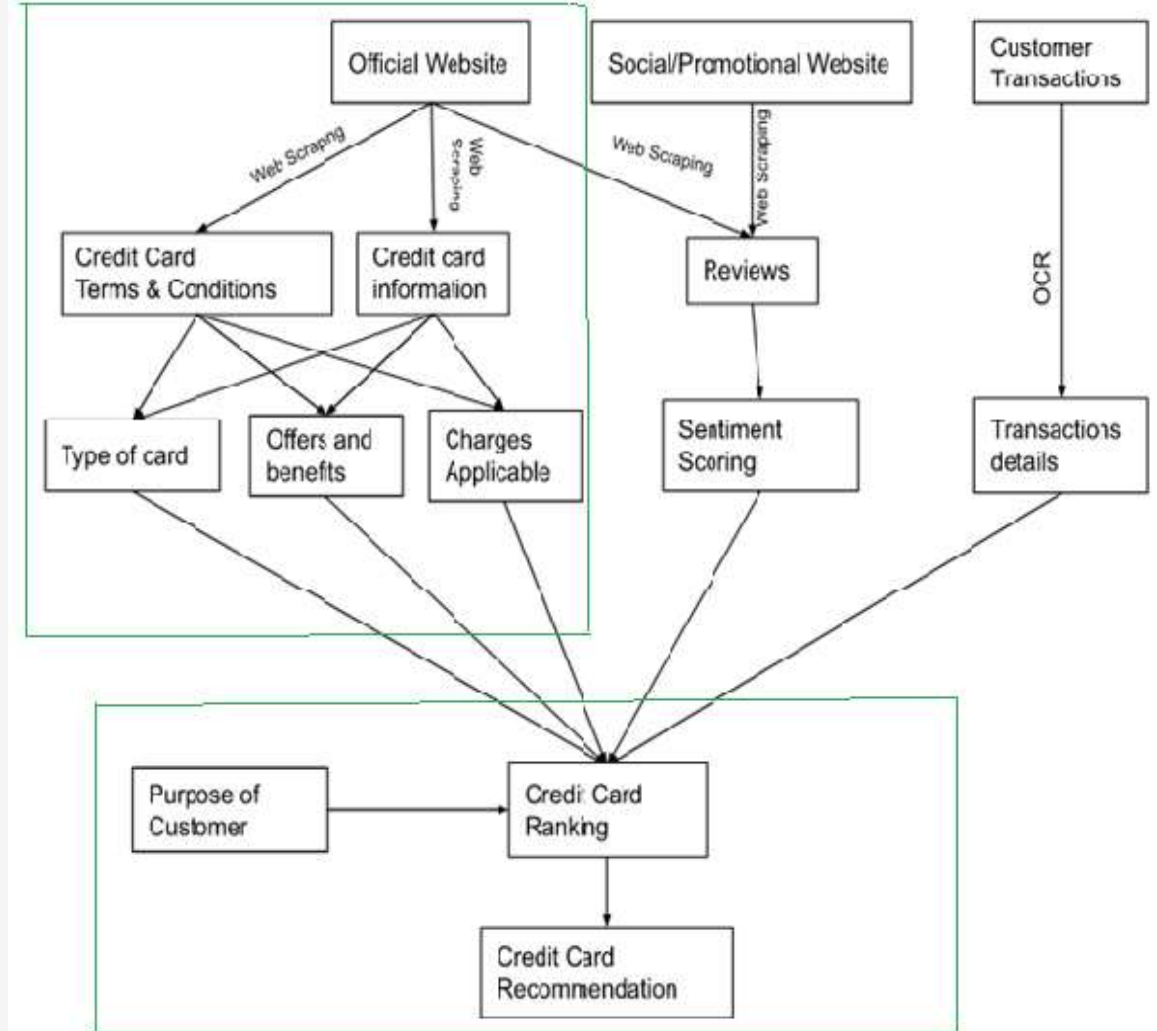 Official Website
Social/Promotional Website
Customer
Transactions
Web Scrapng
Web
Scraping
Web Scraping
Web Scraping
OCR
Credit Card
Terms & Conditions
Credit card
information
Reviews
Type of card
Offers and
benefits
Charges
Applicable
Sentiment
Scoring
Transactions
details
Purpose of
Customer
Credit Card
Ranking
Credit Card
Recommendation